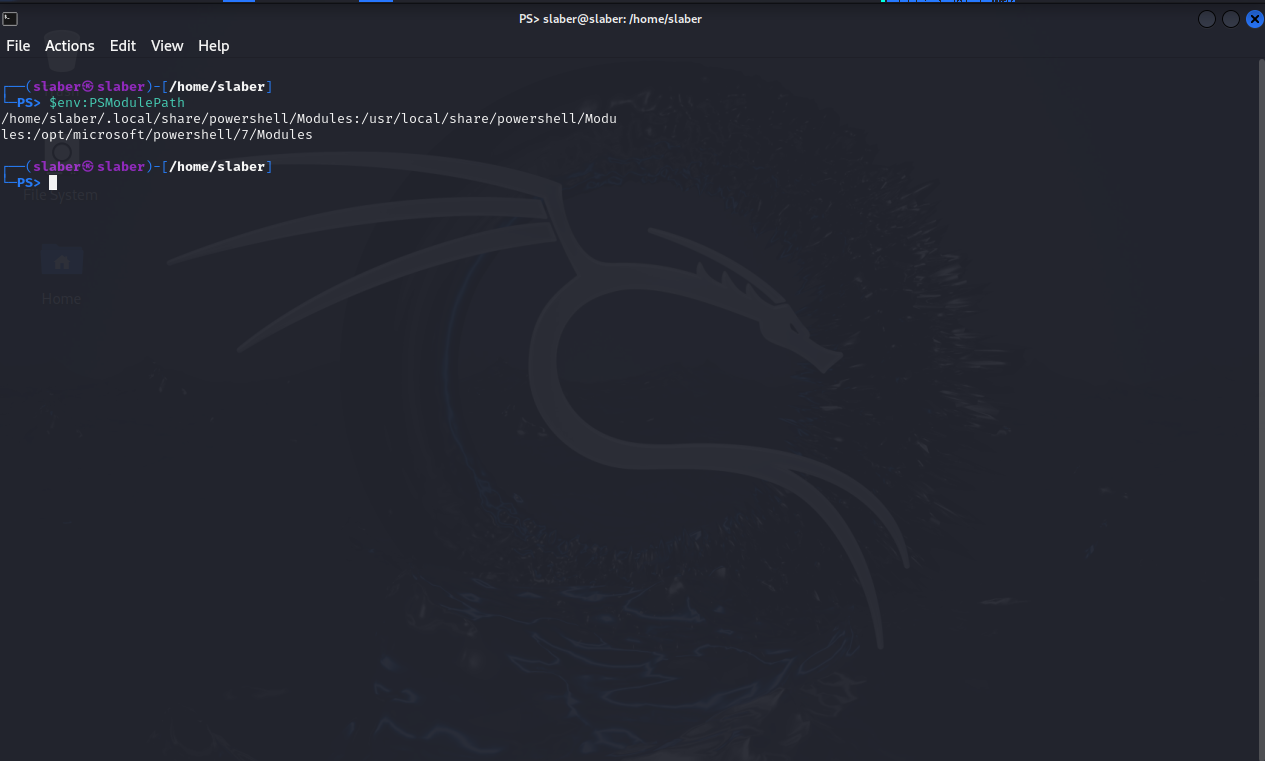 PS> slaber@slaber: /home/slaber
File Actions Edit View Help
┌──(slaber㉿slaber)-[/home/slaber]
└─PS> $env:PSModulePath
/home/slaber/.local/share/powershell/Modules:/usr/local/share/powershell/Modu
les:/opt/microsoft/powershell/7/Modules
┌──(slaber㉿slaber)-[/home/slaber]
└─PS>
File System
Home